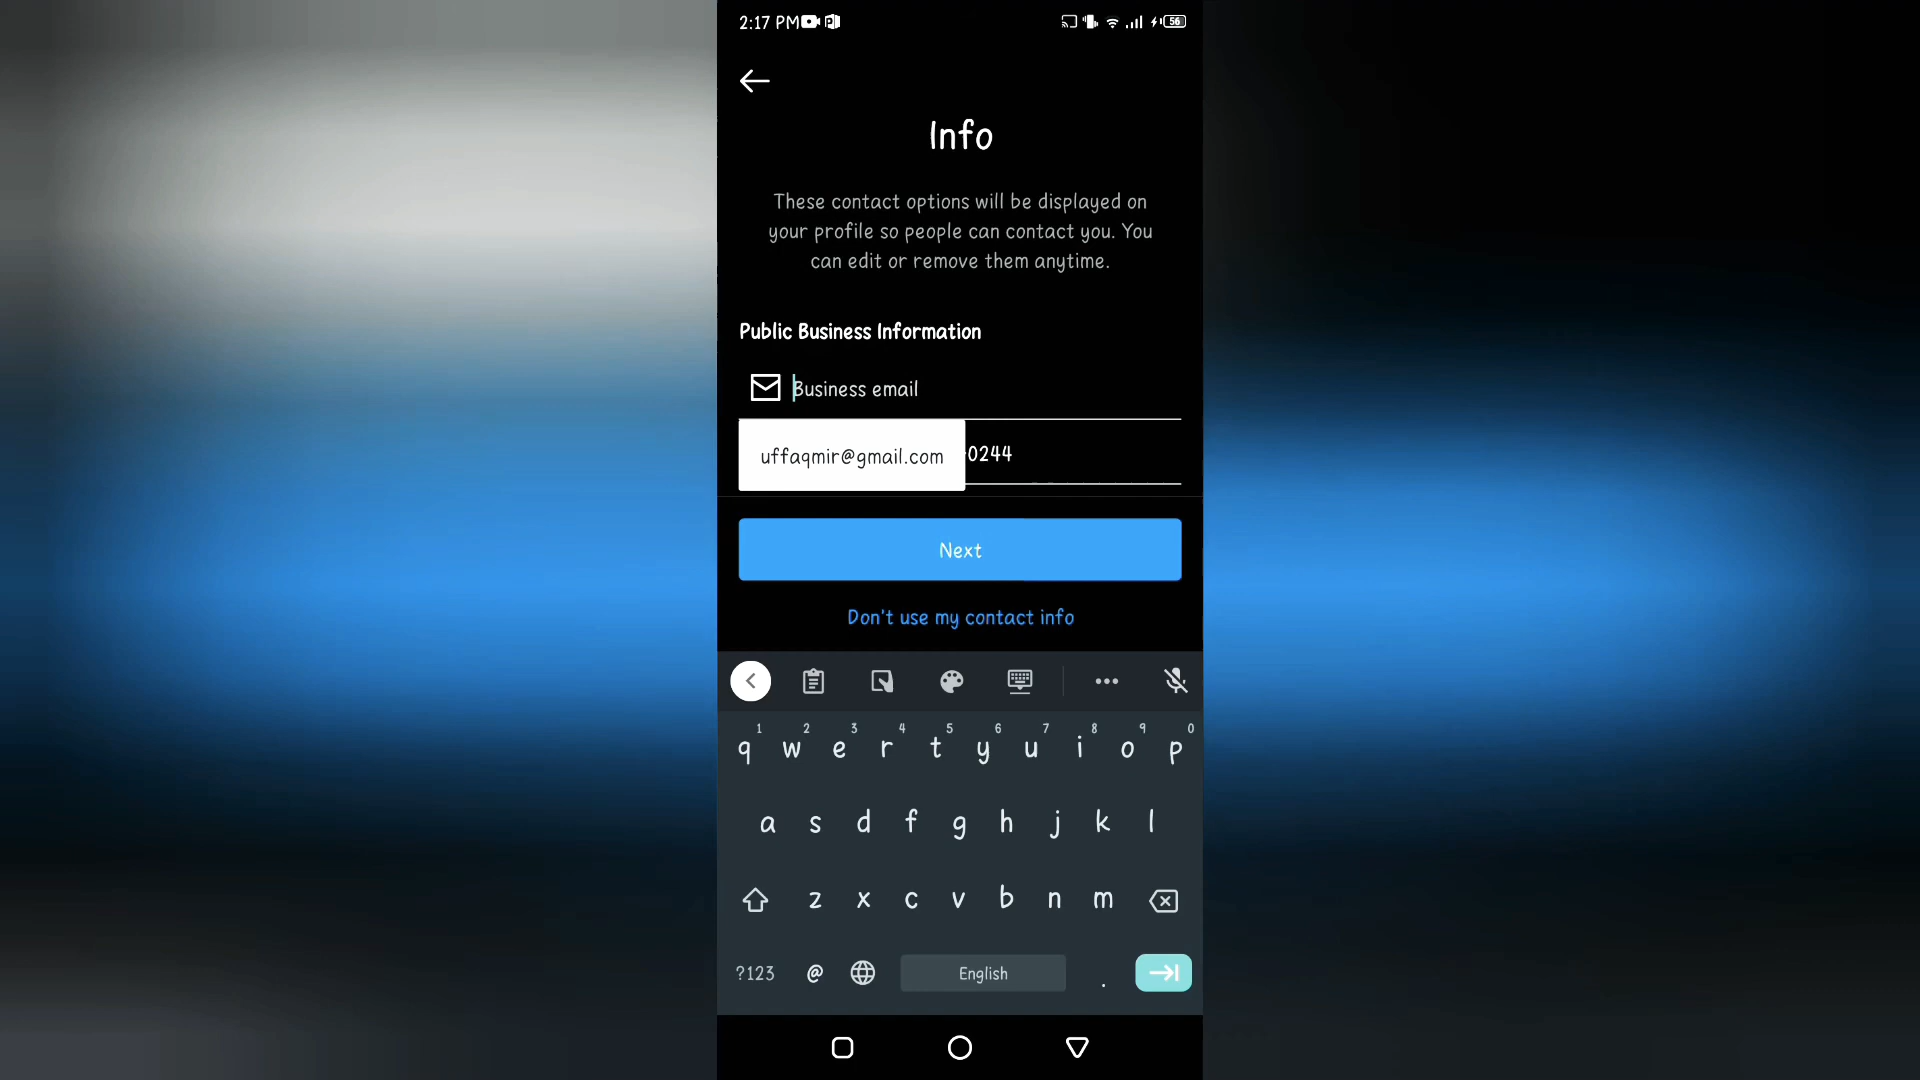 2:17 PM
56
Info
These contact options will be displayed on
your profile so people can contact you. You
can edit or remove them anytime.
Public Business Information
Business email
uffaqmir@gmail.com
0244
Next
Don't use my contact info
1 2 3 4 5 6 7 8 9 0
q w e r t y u i o p
a s d f g h j k l
z x c v b n m
?123 @ English .